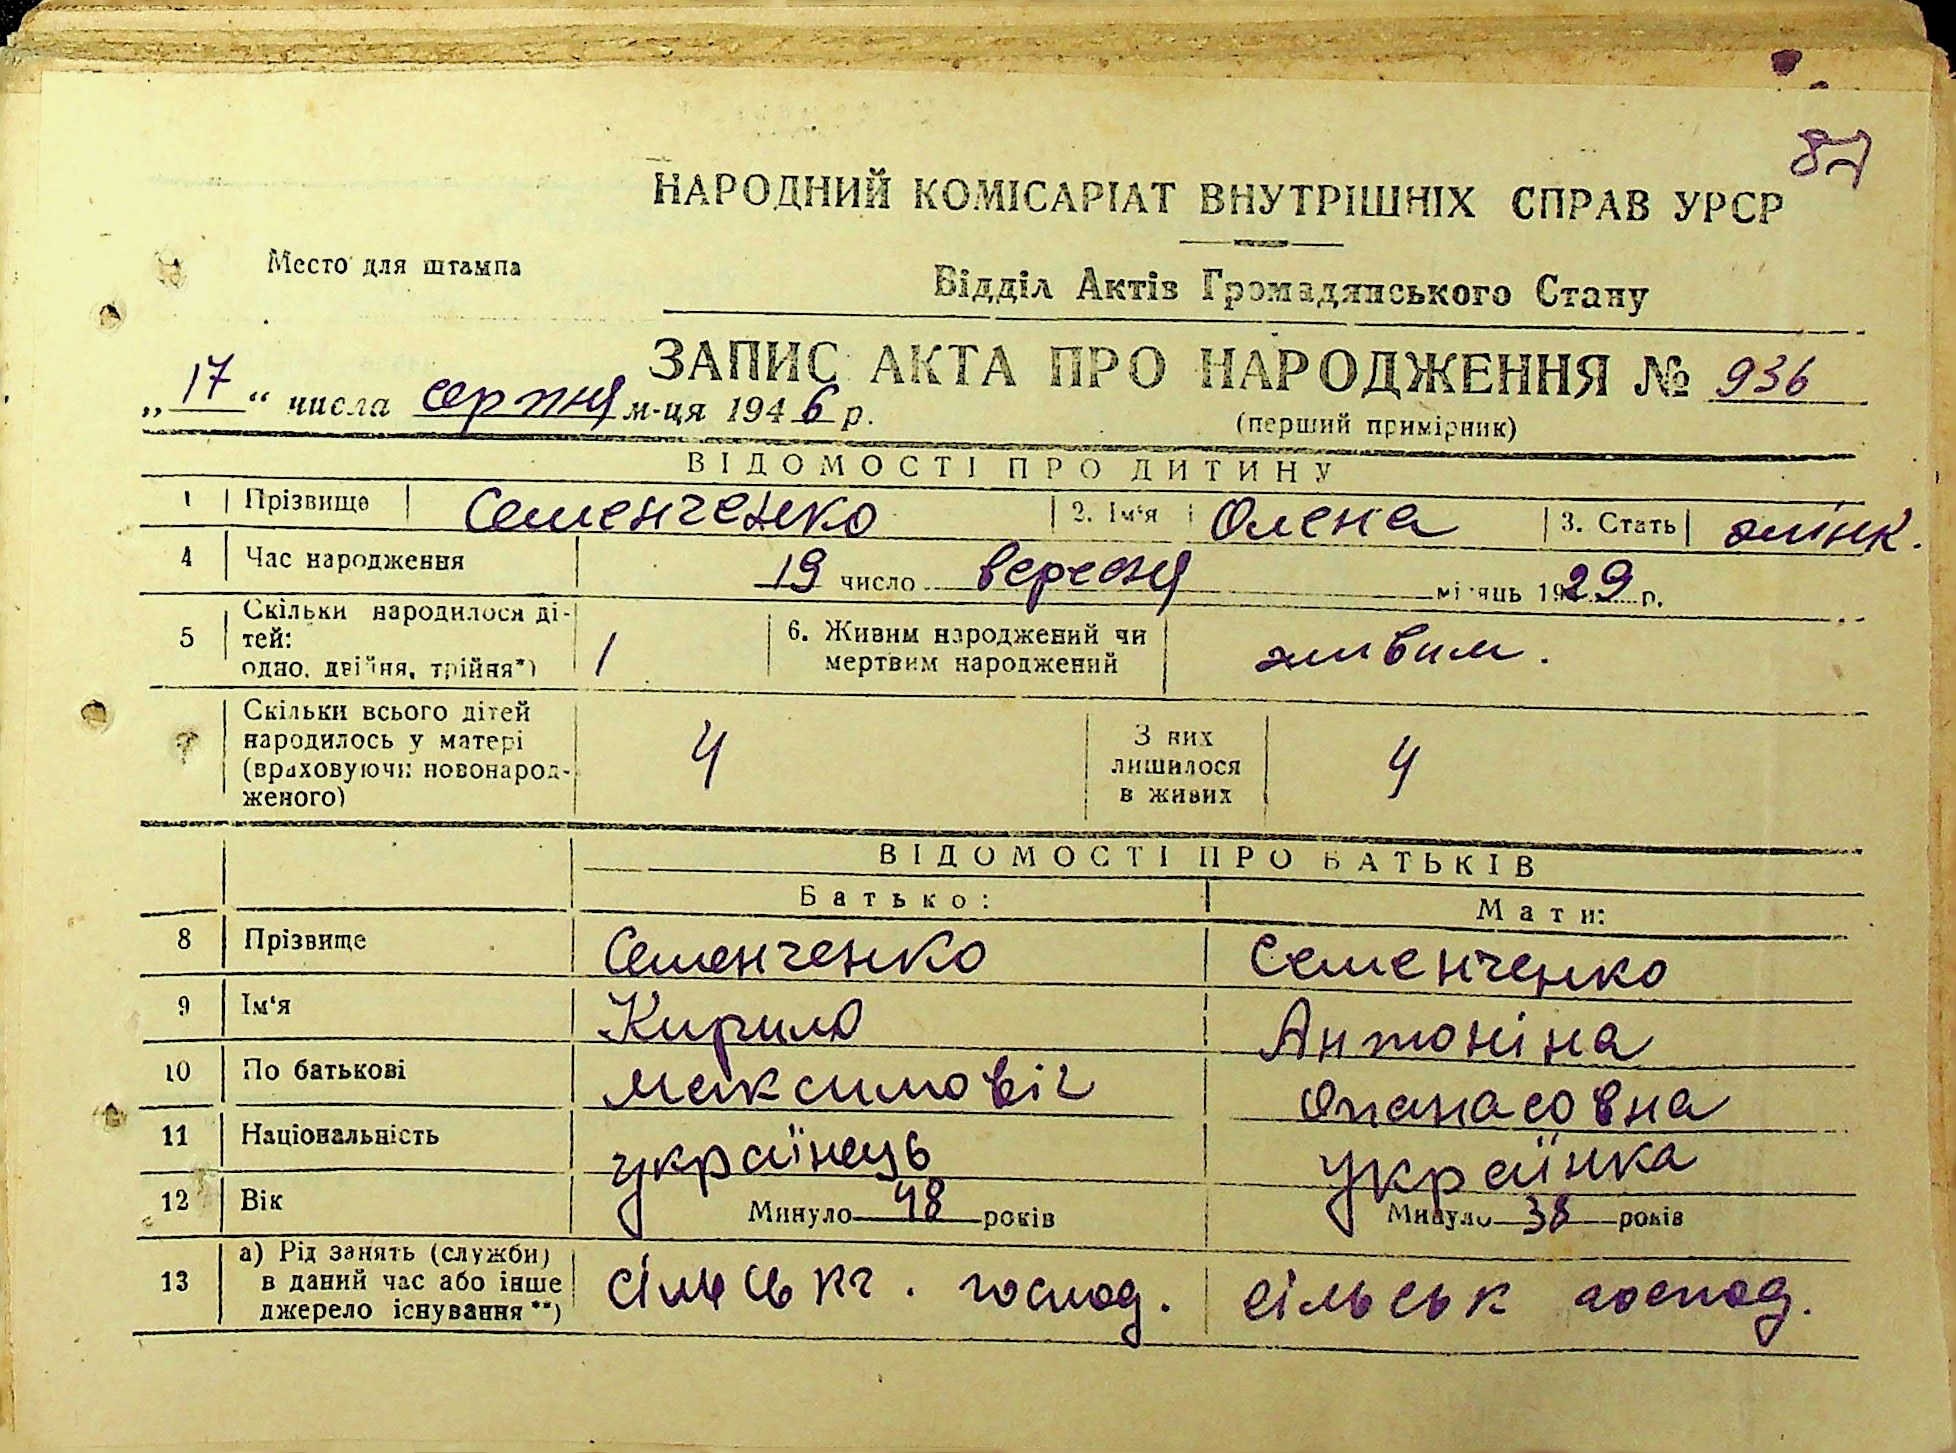 87
НАРОДНИЙ КОМІСАРІАТ ВНУТРІШНІХ СПРАВ УРСР
Место для штампа
Відділ Актів Громадянського Стану
ЗАПИС АКТА ПРО НАРОДЖЕННЯ № 936
„17“ числа серпня м-ця 1946 р.
(перший примірник)
ВІДОМОСТІ ПРО ДИТИНУ
1 Прізвище Семенченко 2. Ім'я Олена 3. Стать жінк.
4 Час народження 19 число вересня місяць 1929 р.
5 Скільки народилося ді-
тей:
одно, двійня, трійня*) 1
6. Живим народжений чи
мертвим народжений живим.
7 Скільки всього дітей
народилось у матері
(враховуючи новонарод-
женого) 4
З них
лишилося
в живих 4
ВІДОМОСТІ ПРО БАТЬКІВ
Батько: Мати:
8 Прізвище Семенченко Семенченко
9 Ім'я Кирило Антоніна
10 По батькові Максимовіч Опанасовна
11 Національність українець українка
12 Вік Минуло 48 років Минуло 38 років
13 а) Рід занять (служби)
в даний час або інше
джерело існування**) сільськ. господ. сільськ господ.